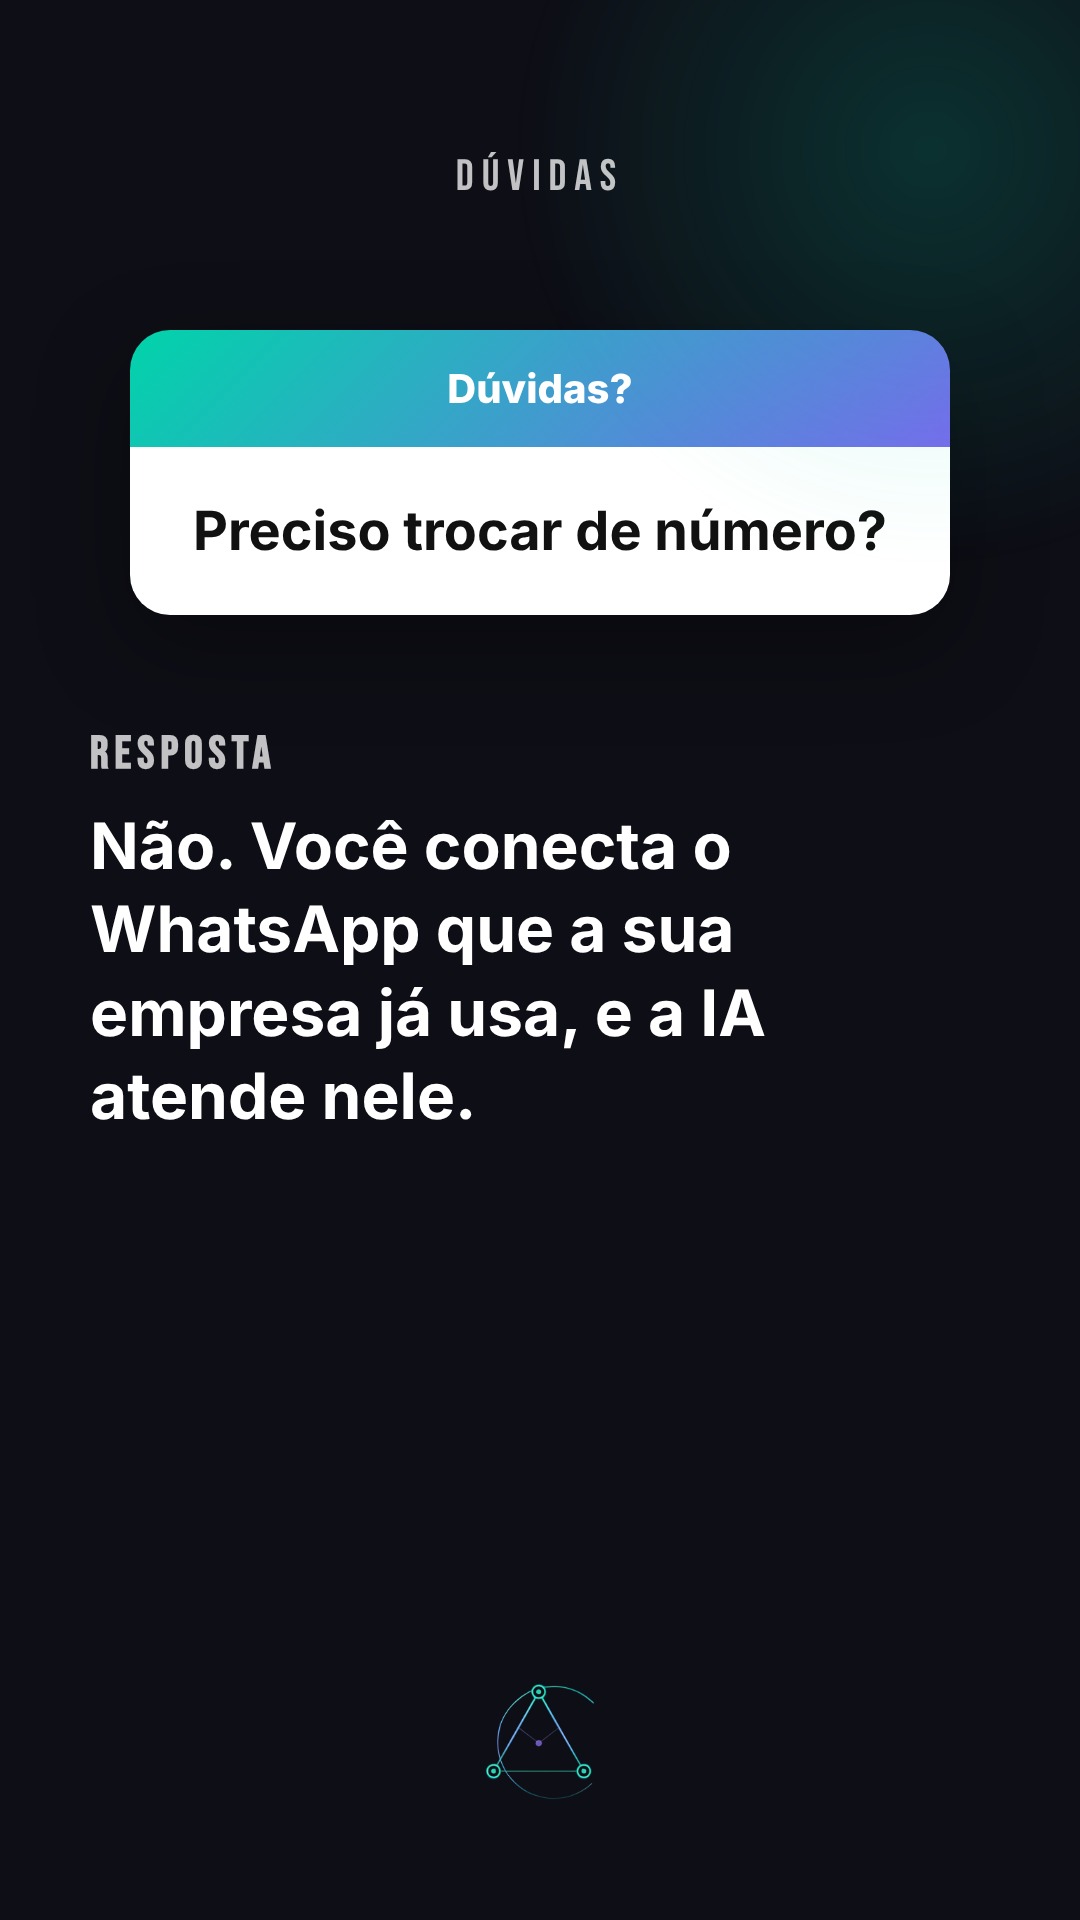 DÚVIDAS
Dúvidas?
Preciso trocar de número?
RESPOSTA
Não. Você conecta o
WhatsApp que a sua
empresa já usa, e a IA
atende nele.